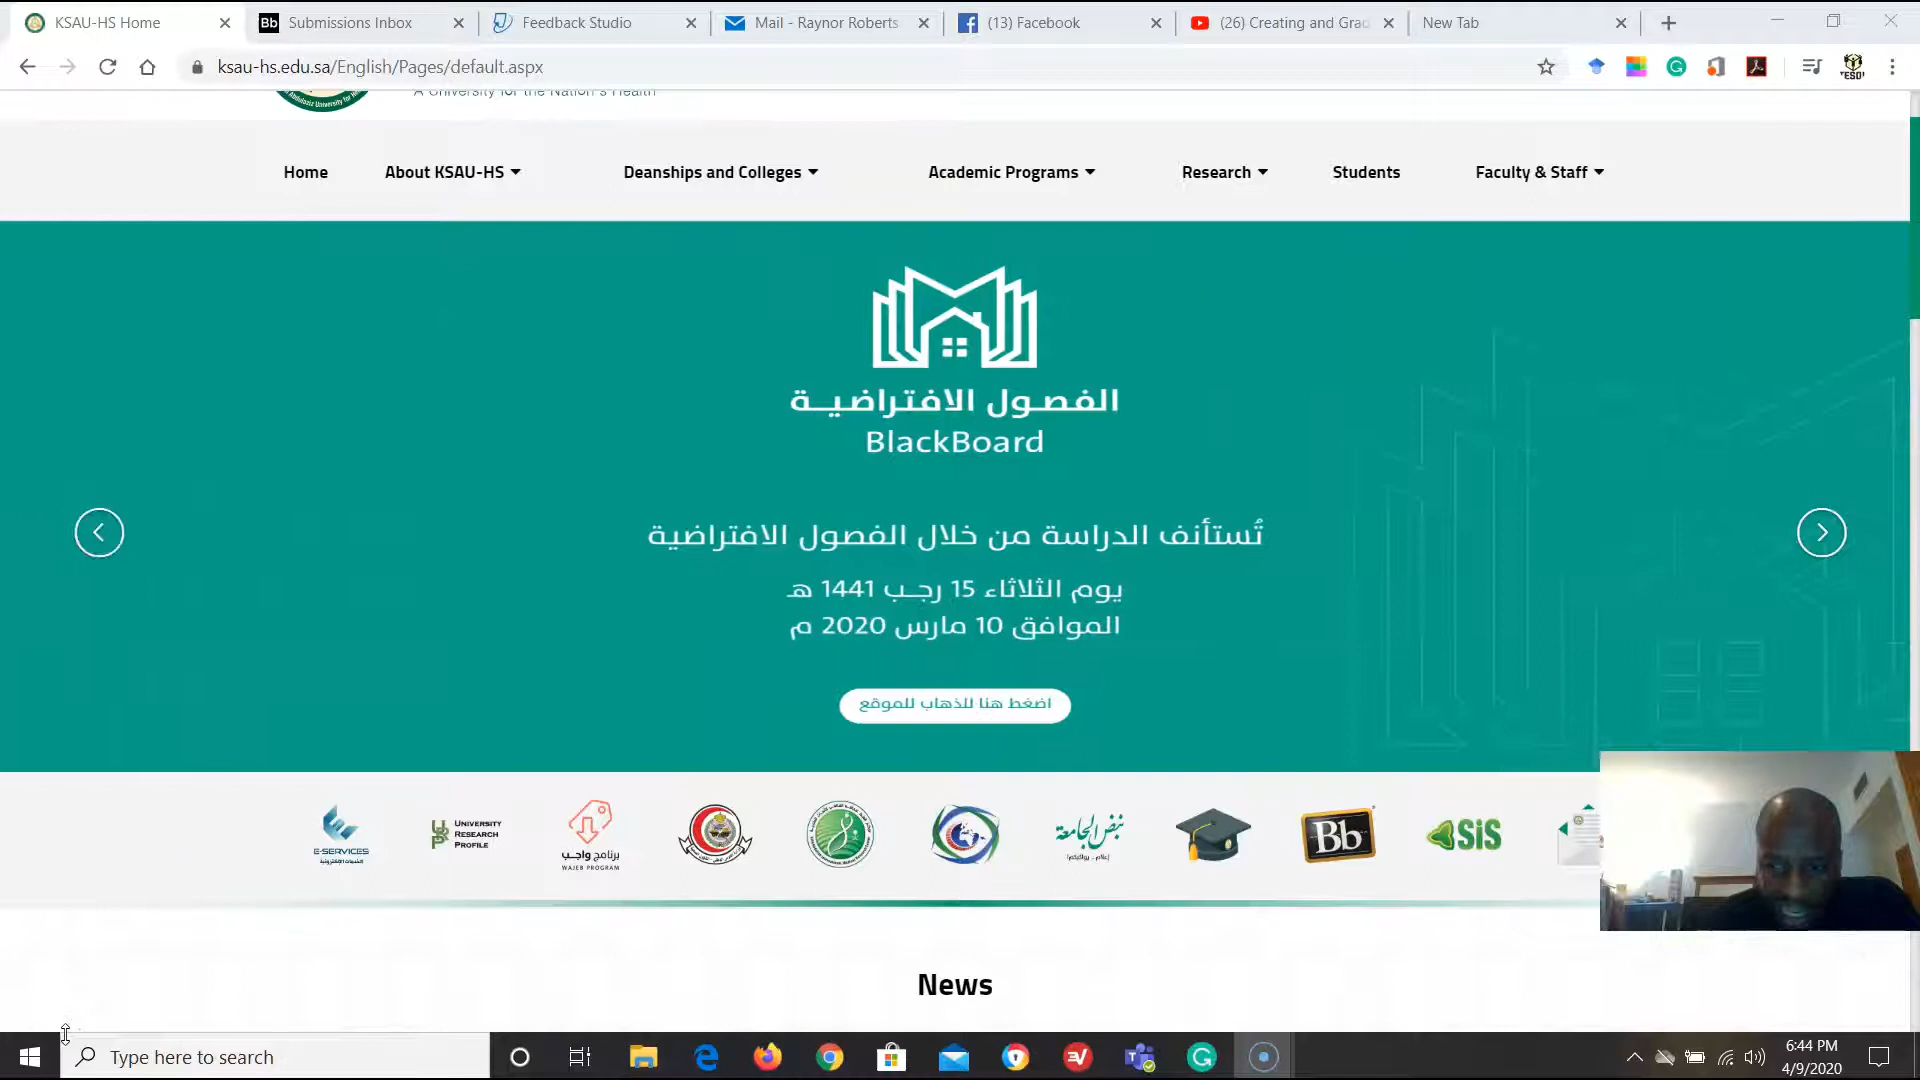 KSAU-HS Home
Submissions Inbox
Feedback Studio
Mail - Raynor Roberts
(13) Facebook
(26) Creating and Grad
New Tab
ksau-hs.edu.sa/English/Pages/default.aspx
A University for the Nation's Health
Home
About KSAU-HS
Deanships and Colleges
Academic Programs
Research
Students
Faculty & Staff
الفصول الافتراضية
BlackBoard
تُستأنف الدراسة من خلال الفصول الافتراضية
يوم الثلاثاء 15 رجب 1441 هـ
الموافق 10 مارس 2020 م
اضغط هنا للذهاب للموقع
E-SERVICES
الخدمات الإلكترونية
UNIVERSITY
RESEARCH
PROFILE
برنامج واجب
WAJEB PROGRAM
نبض الجامعة
Bb
SiS
News
Type here to search
6:44 PM
4/9/2020